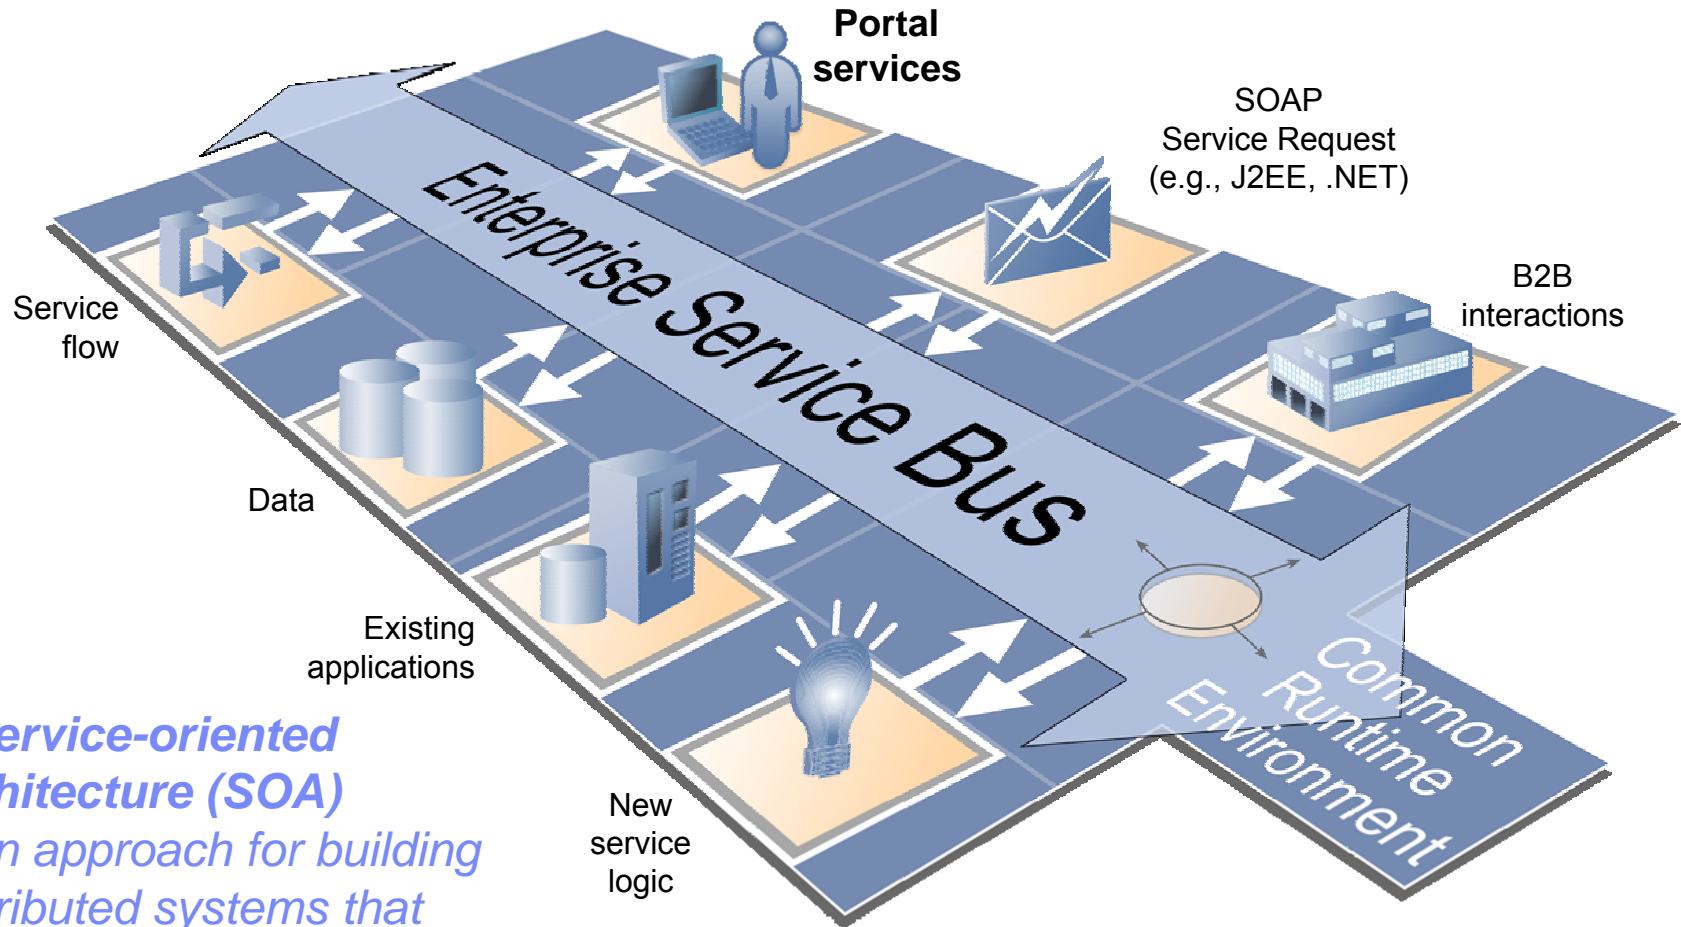 Portal
services
SOAP
Service Request
(e.g., J2EE, .NET)
B2B
interactions
Enterprise Service Bus
Service
flow
Data
Existing
applications
New
service
logic
Common
Runtime
Environment
ervice-oriented
hitecture (SOA)
n approach for building
ributed systems that